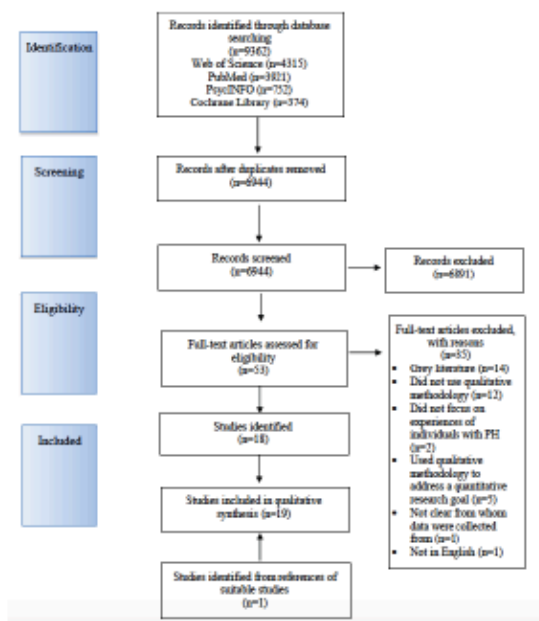 Identification
Records identified through database
searching
(n=9362)
Web of Science (n=4315)
PubMed (n=3921)
PsycINFO (n=752)
Cochrane Library (n=374)
Screening
Records after duplicates removed
(n=6944)
Records screened
(n=6944)
Records excluded
(n=6891)
Eligibility
Full-text articles assessed for
eligibility
(n=53)
Full-text articles excluded,
with reasons
(n=35)
• Grey literature (n=14)
• Did not use qualitative
methodology (n=12)
• Did not focus on
experiences of
individuals with PH
(n=2)
• Used qualitative
methodology to
address a quantitative
research goal (n=5)
• Not clear from whom
data were collected
from (n=1)
• Not in English (n=1)
Included
Studies identified
(n=18)
Studies included in qualitative
synthesis (n=19)
Studies identified from references of
suitable studies
(n=1)